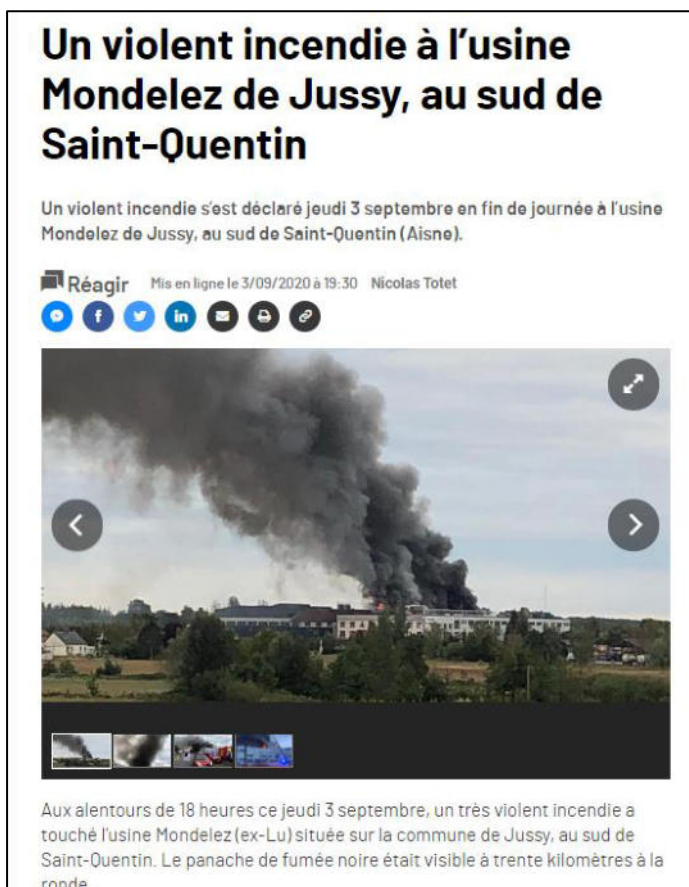 Un violent incendie à l’usine
Mondelez de Jussy, au sud de
Saint-Quentin
Un violent incendie s’est déclaré jeudi 3 septembre en fin de journée à l’usine
Mondelez de Jussy, au sud de Saint-Quentin (Aisne).
Réagir Mis en ligne le 3/09/2020 à 19:30 Nicolas Totet
Aux alentours de 18 heures ce jeudi 3 septembre, un très violent incendie a
touché l’usine Mondelez (ex-Lu) située sur la commune de Jussy, au sud de
Saint-Quentin. Le panache de fumée noire était visible à trente kilomètres à la
ronde